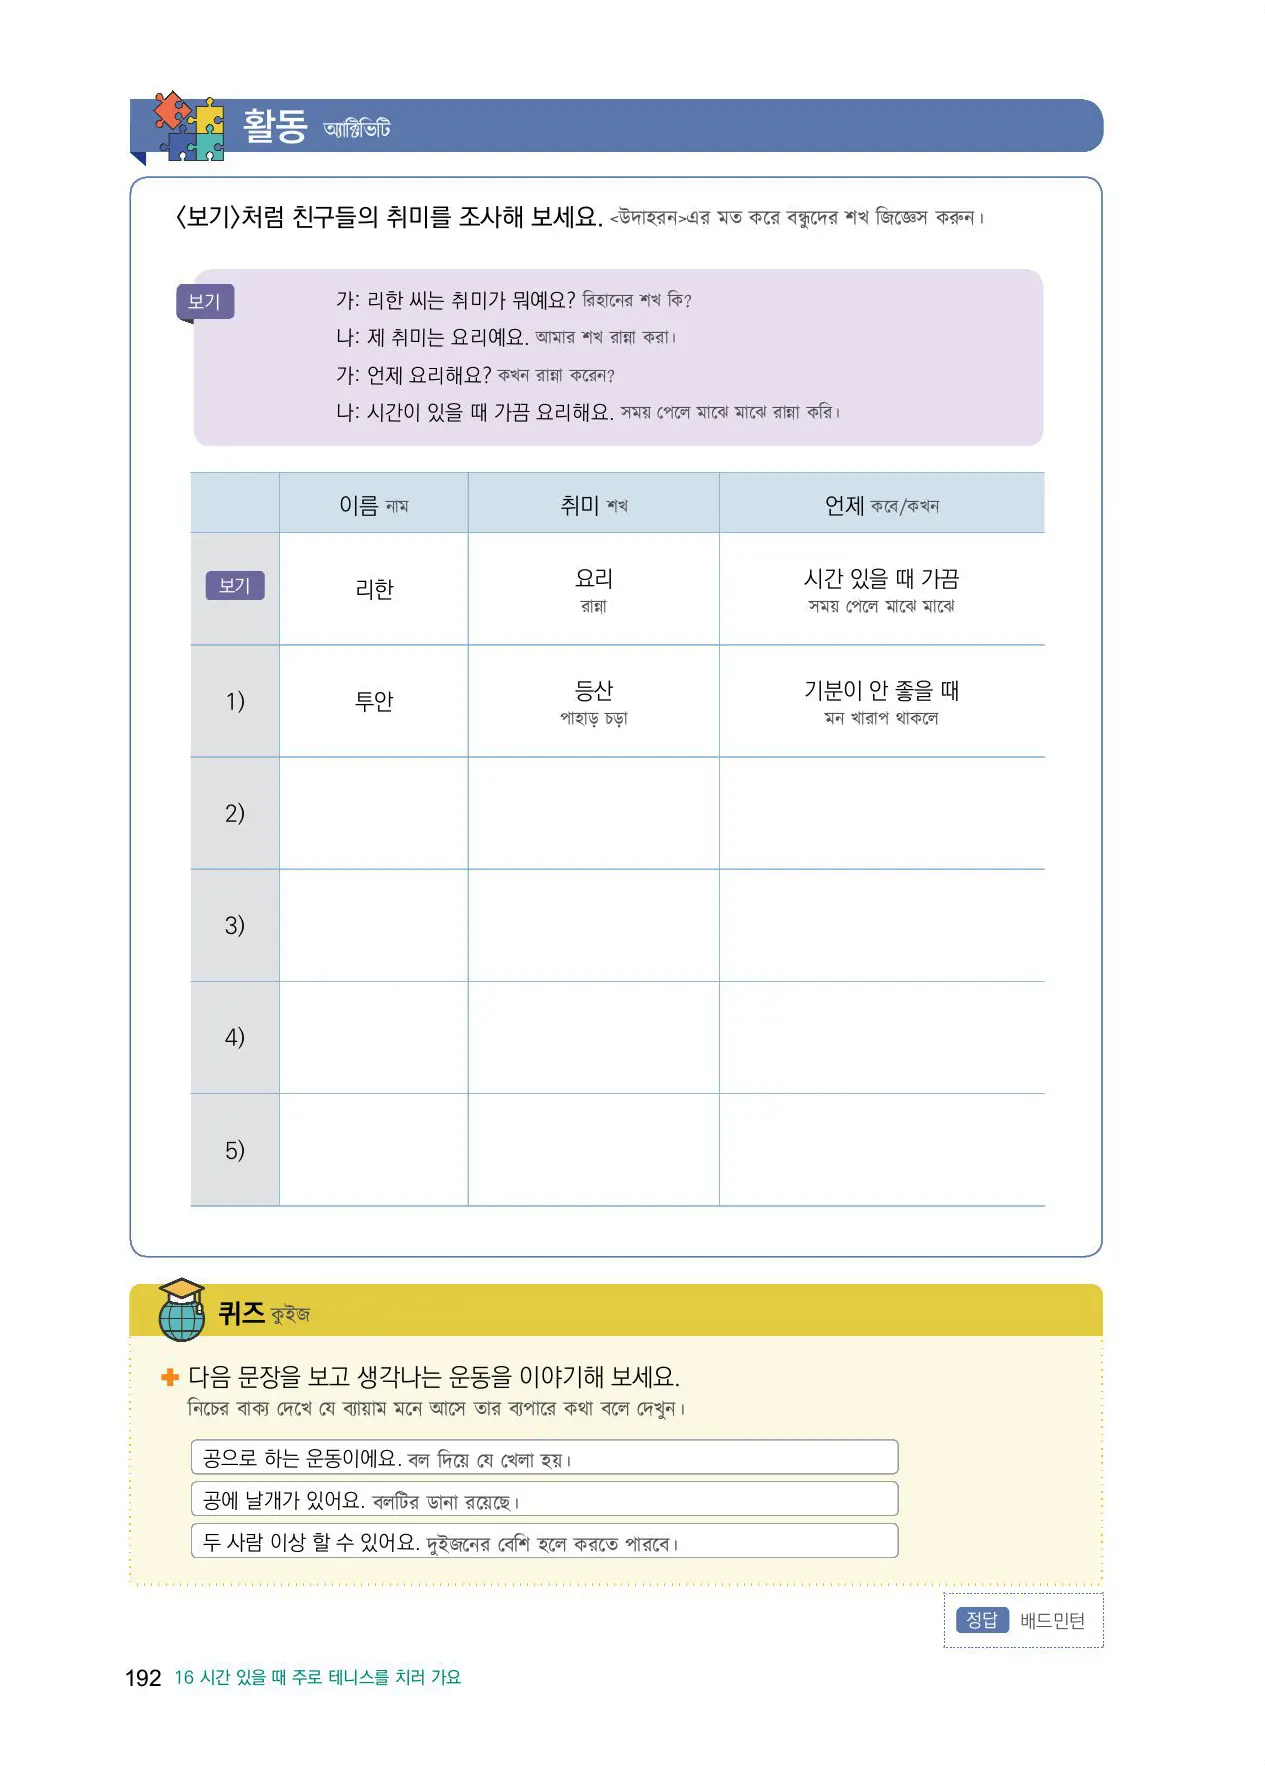 활동 অ্যাক্টিভিটি
<보기>처럼 친구들의 취미를 조사해 보세요. <উদাহরন>এর মত করে বন্ধুদের শখ জিজ্ঞেস করুন।
보기
가: 리한 씨는 취미가 뭐예요? রিহানের শখ কি?
나: 제 취미는 요리예요. আমার শখ রান্না করা।
가: 언제 요리해요? কখন রান্না করেন?
나: 시간이 있을 때 가끔 요리해요. সময় পেলে মাঝে মাঝে রান্না করি।
이름 নাম 취미 শখ 언제 কবে/কখন
보기 리한 요리 시간 있을 때 가끔
রান্না সময় পেলে মাঝে মাঝে
1) 투안 등산 기분이 안 좋을 때
পাহাড় চড়া মন খারাপ থাকলে
2)
3)
4)
5)
퀴즈 কুইজ
+ 다음 문장을 보고 생각나는 운동을 이야기해 보세요.
নিচের বাক্য দেখে যে ব্যায়াম মনে আসে তার ব্যপারে কথা বলে দেখুন।
공으로 하는 운동이에요. বল দিয়ে যে খেলা হয়।
공에 날개가 있어요. বলটির ডানা রয়েছে।
두 사람 이상 할 수 있어요. দুইজনের বেশি হলে করতে পারবে।
정답 배드민턴
192 16 시간 있을 때 주로 테니스를 치러 가요